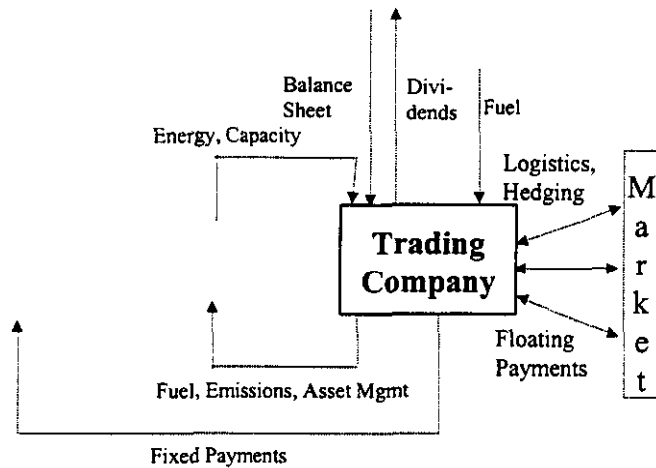 Balance
Sheet
Divi-
dends
Fuel
Energy, Capacity
Logistics,
Hedging
Trading
Company
M
a
r
k
e
t
Floating
Payments
Fuel, Emissions, Asset Mgmt
Fixed Payments